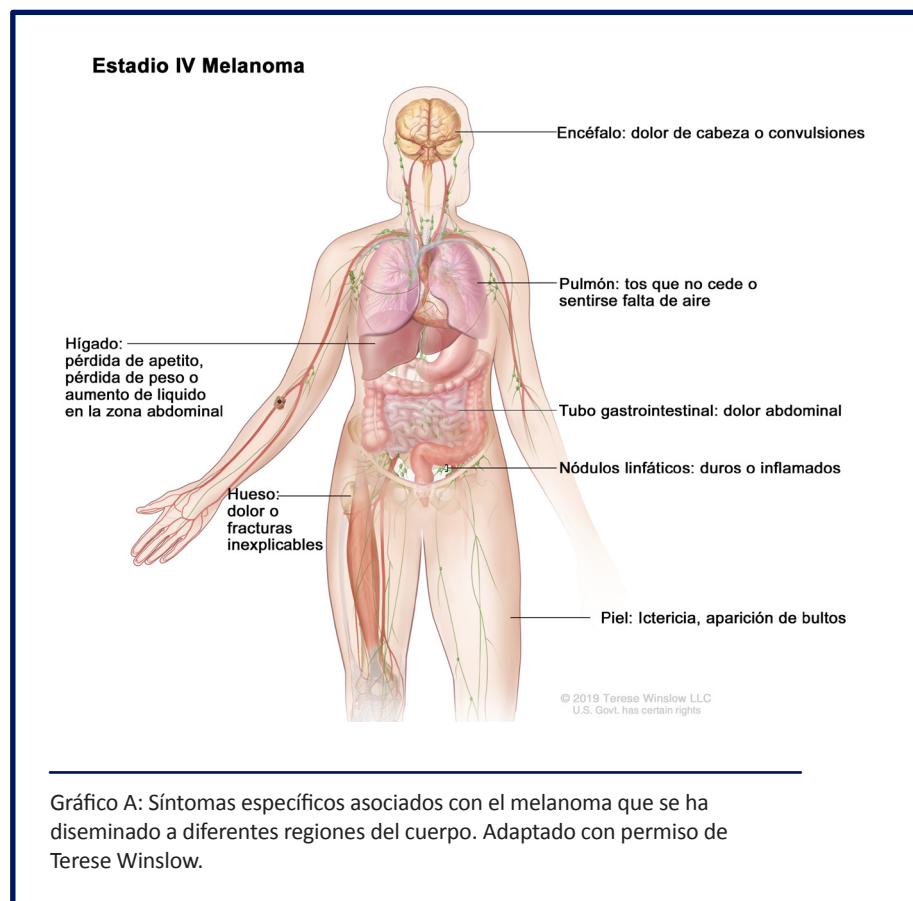 Estadio IV Melanoma
Encéfalo: dolor de cabeza o convulsiones
Pulmón: tos que no cede o
sentirse falta de aire
Hígado:
pérdida de apetito,
pérdida de peso o
aumento de liquido
en la zona abdominal
Tubo gastrointestinal: dolor abdominal
Nódulos linfáticos: duros o inflamados
Hueso:
dolor o
fracturas
inexplicables
Piel: Ictericia, aparición de bultos
© 2019 Terese Winslow LLC
U.S. Govt. has certain rights
Gráfico A: Síntomas específicos asociados con el melanoma que se ha
diseminado a diferentes regiones del cuerpo. Adaptado con permiso de
Terese Winslow.